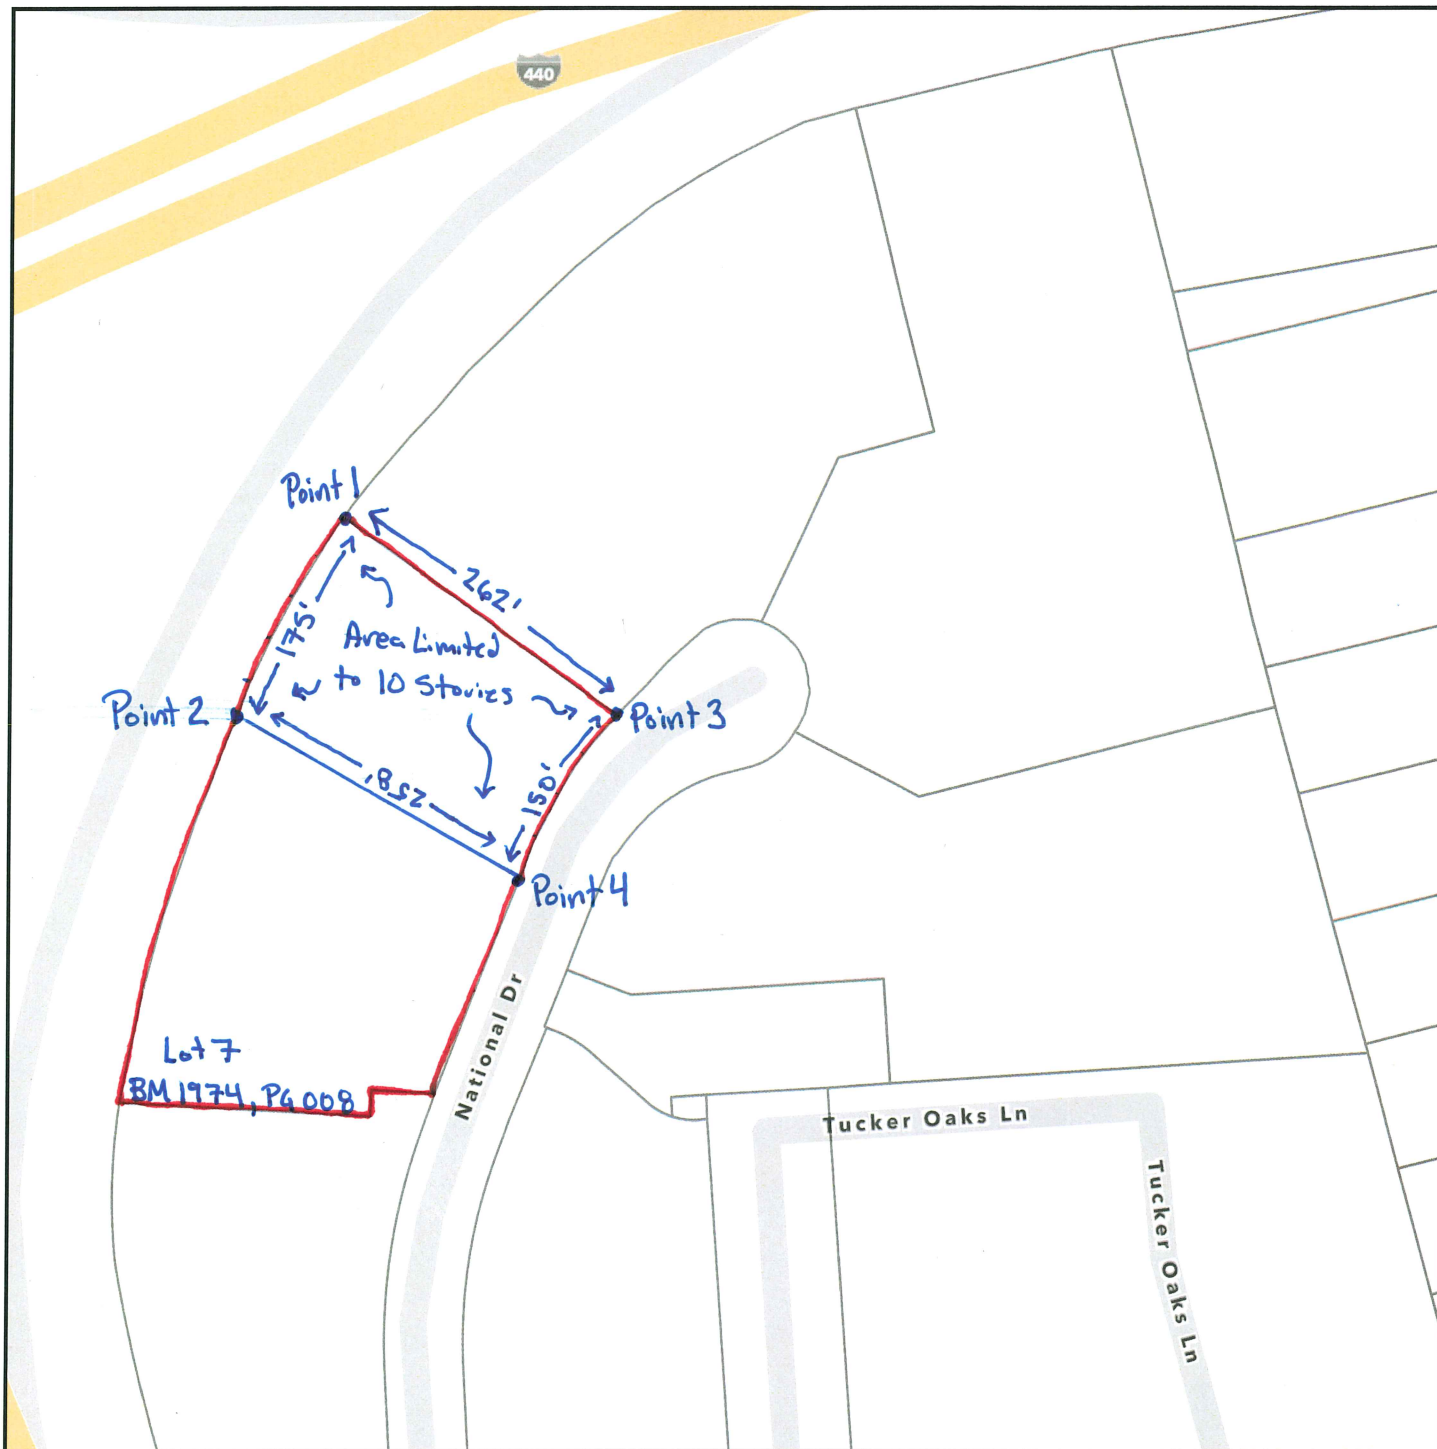 440
Point 1
262'
175'
Area Limited
to 10 Stories
Point 2
Point 3
258'
150'
Point 4
National Dr
Lot 7
BM 1974, PG 008
Tucker Oaks Ln
Tucker Oaks Ln